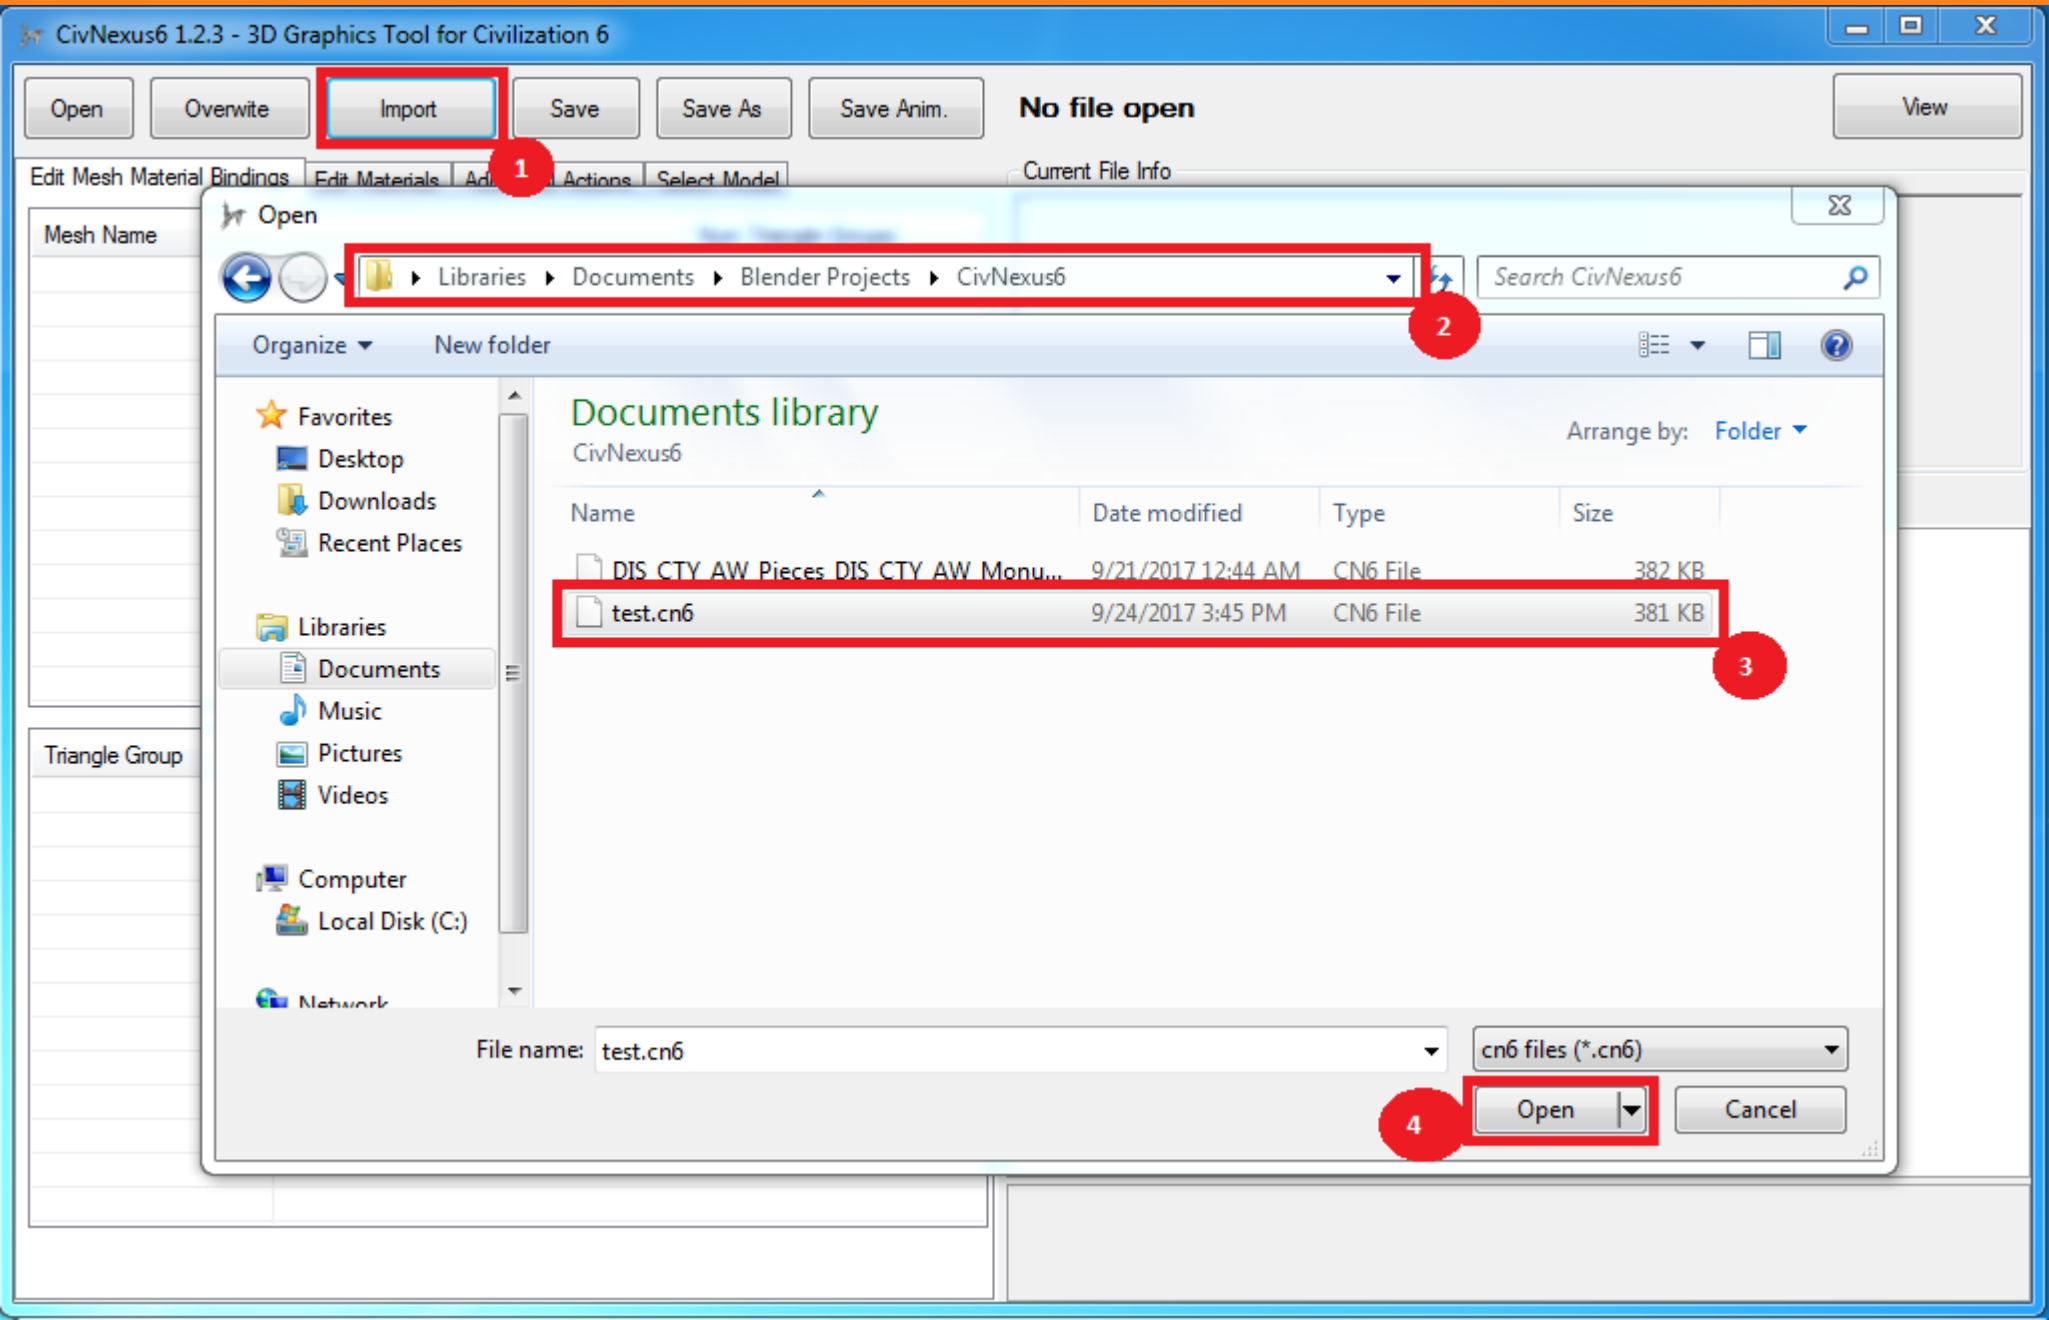 CivNexus6 1.2.3 - 3D Graphics Tool for Civilization 6
Open
Overwite
Import
Save
Save As
Save Anim.
No file open
View
1
Edit Mesh Material Bindings
Edit Materials
Actions
Select Model
Current File Info
Mesh Name
Open
Libraries
Documents
Blender Projects
CivNexus6
Search CivNexus6
2
Organize
New folder
Favorites
Desktop
Downloads
Recent Places
Libraries
Documents
Music
Pictures
Videos
Computer
Local Disk (C:)
Network
Documents library
CivNexus6
Arrange by: Folder
Name Date modified Type Size
DIS_CTY_AW_Pieces_DIS_CTY_AW_Monu... 9/21/2017 12:44 AM CN6 File 382 KB
test.cn6 9/24/2017 3:45 PM CN6 File 381 KB
3
Triangle Group
File name: test.cn6
cn6 files (*.cn6)
4
Open
Cancel